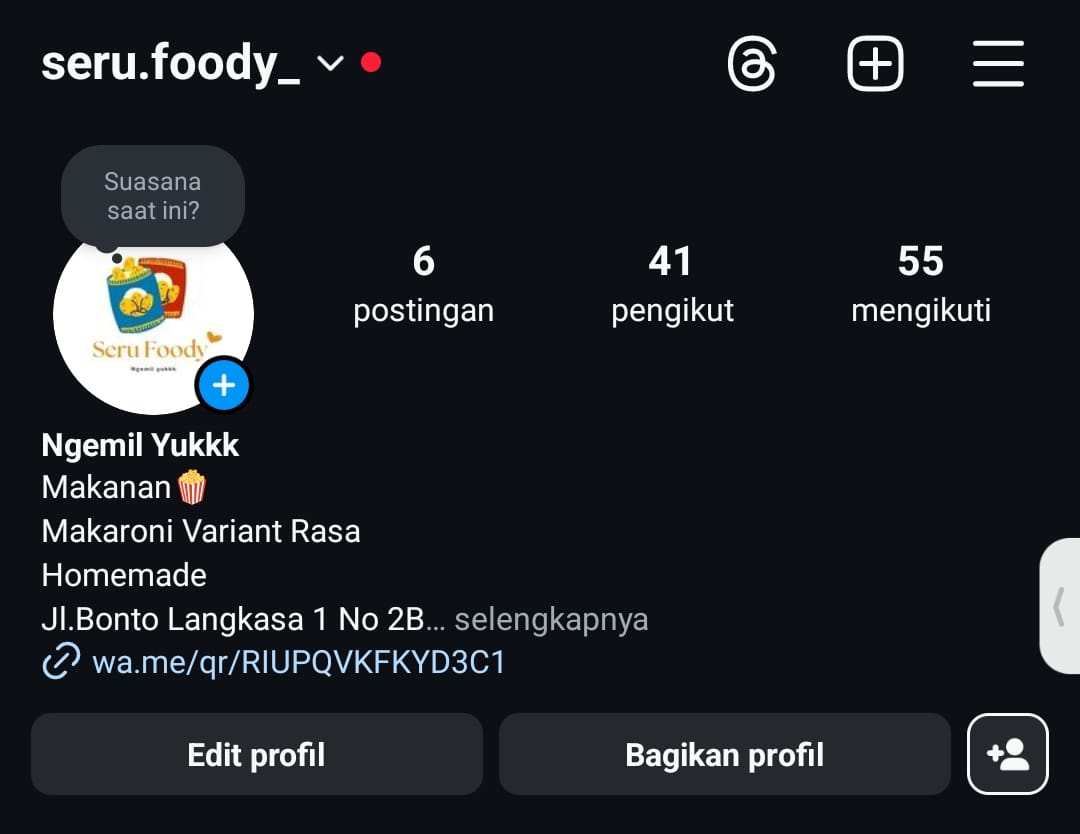 seru.foody_
Suasana
saat ini?
Seru Foody
Ngemil yukkk
6
postingan
41
pengikut
55
mengikuti
Ngemil Yukkk
Makanan🍿
Makaroni Variant Rasa
Homemade
Jl.Bonto Langkasa 1 No 2B... selengkapnya
wa.me/qr/RIUPQVKFKYD3C1
Edit profil
Bagikan profil